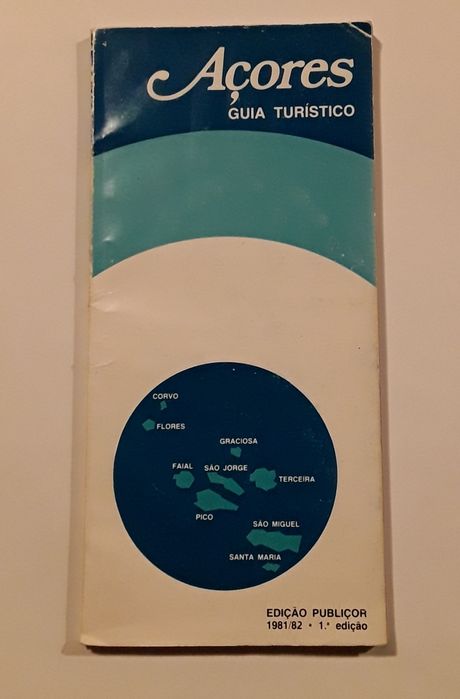 Açores
GUIA TURÍSTICO
CORVO
FLORES
GRACIOSA
FAIAL
SÃO JORGE
TERCEIRA
PICO
SÃO MIGUEL
SANTA MARIA
EDIÇÃO PUBLIÇOR
1981/82 • 1.ª edição